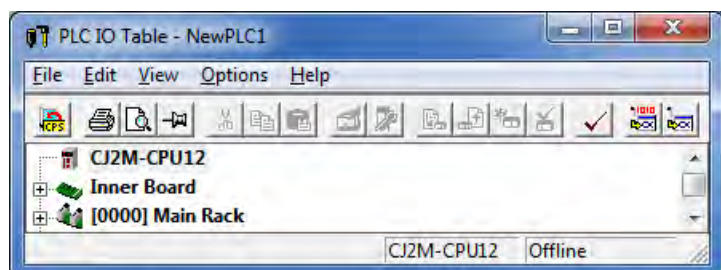 PLC IO Table - NewPLC1
File Edit View Options Help
CPS 1010
CJ2M-CPU12
Inner Board
[0000] Main Rack
CJ2M-CPU12 Offline